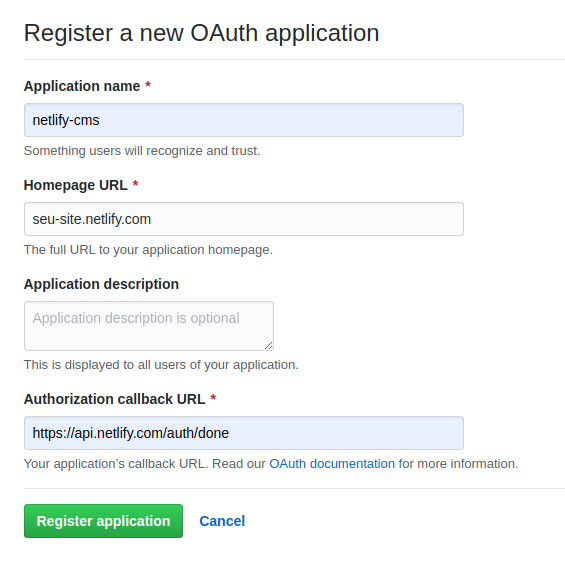 Register a new OAuth application
Application name *
netlify-cms
Something users will recognize and trust.
Homepage URL *
seu-site.netlify.com
The full URL to your application homepage.
Application description
Application description is optional
This is displayed to all users of your application.
Authorization callback URL *
https://api.netlify.com/auth/done
Your application’s callback URL. Read our OAuth documentation for more information.
Register application Cancel